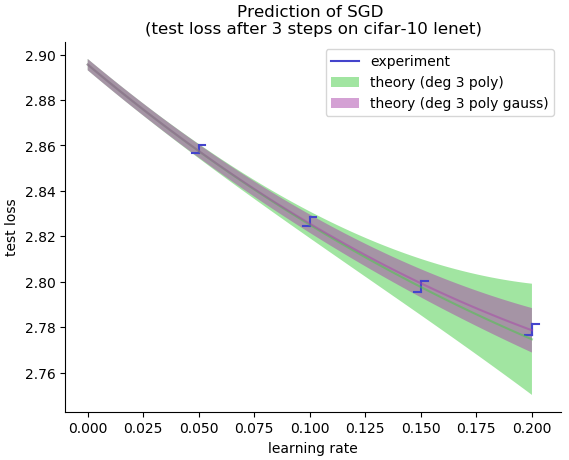 Prediction of SGD
(test loss after 3 steps on cifar-10 lenet)
experiment
theory (deg 3 poly)
theory (deg 3 poly gauss)
test loss
2.90
2.88
2.86
2.84
2.82
2.80
2.78
2.76
0.000 0.025 0.050 0.075 0.100 0.125 0.150 0.175 0.200
learning rate